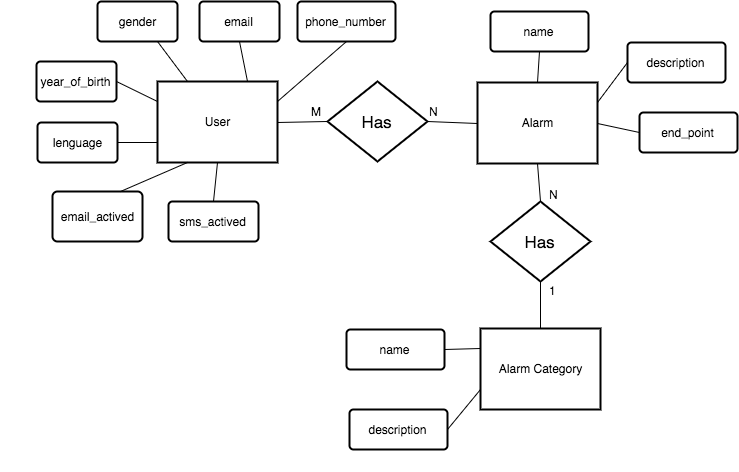 gender
email
phone_number
name
description
year_of_birth
User
M
Has
N
Alarm
end_point
lenguage
email_actived
sms_actived
N
Has
1
name
Alarm Category
description